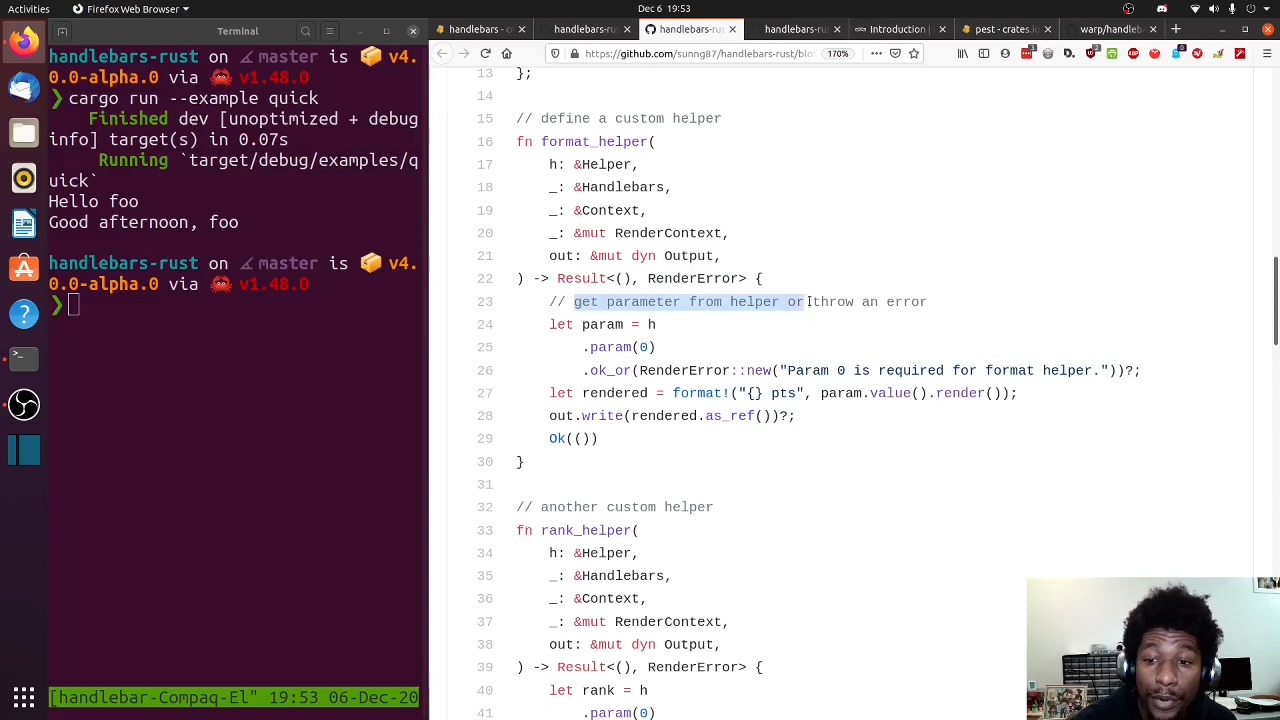 Activities
Firefox Web Browser
Dec 6 19:53
Terminal
handlebars - c
handlebars-rus
handlebars-rus
handlebars-rus
Introduction
pest - crates.io
warp/handleb
https://github.com/sunng87/handlebars-rust/blo
170%
handlebars-rust on master is v4.
0.0-alpha.0 via v1.48.0
❯ cargo run --example quick
Finished dev [unoptimized + debug
info] target(s) in 0.07s
Running `target/debug/examples/q
uick`
Hello foo
Good afternoon, foo
handlebars-rust on master is v4.
0.0-alpha.0 via v1.48.0
❯
[handlebar-Compaq-El" 19:53 06-Dec-20
13 };
14
15 // define a custom helper
16 fn format_helper(
17 h: &Helper,
18 _: &Handlebars,
19 _: &Context,
20 _: &mut RenderContext,
21 out: &mut dyn Output,
22 ) -> Result<(), RenderError> {
23 // get parameter from helper or throw an error
24 let param = h
25 .param(0)
26 .ok_or(RenderError::new("Param 0 is required for format helper."))?;
27 let rendered = format!("{} pts", param.value().render());
28 out.write(rendered.as_ref())?;
29 Ok(())
30 }
31
32 // another custom helper
33 fn rank_helper(
34 h: &Helper,
35 _: &Handlebars,
36 _: &Context,
37 _: &mut RenderContext,
38 out: &mut dyn Output,
39 ) -> Result<(), RenderError> {
40 let rank = h
41 .param(0)